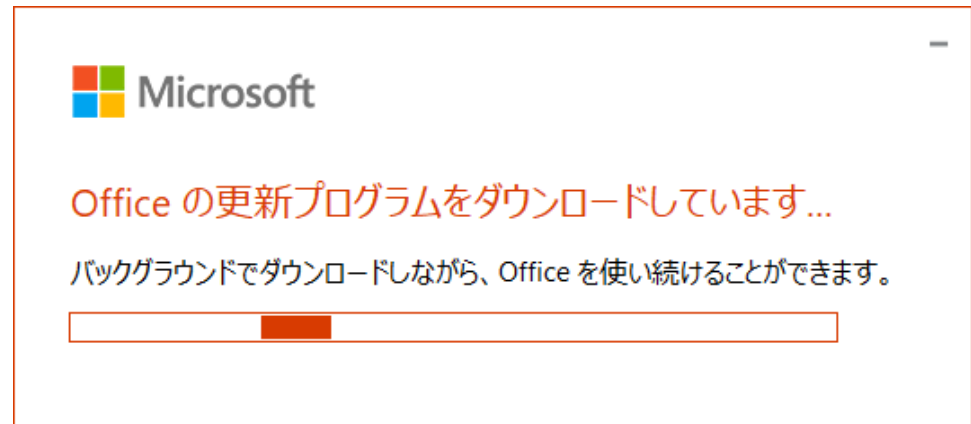 Microsoft
Office の更新プログラムをダウンロードしています...
バックグラウンドでダウンロードしながら、Office を使い続けることができます。